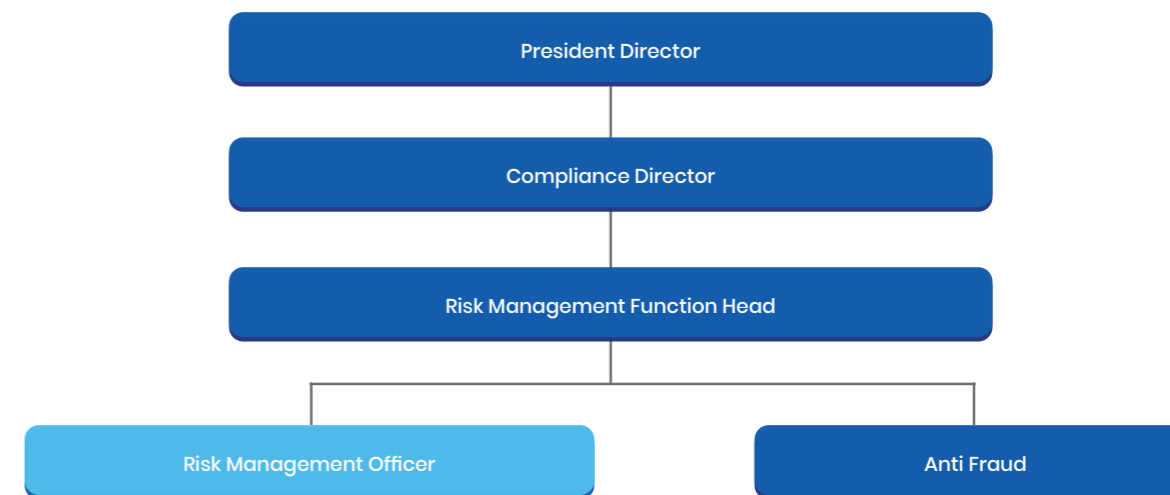 President Director
Compliance Director
Risk Management Function Head
Risk Management Officer
Anti Fraud